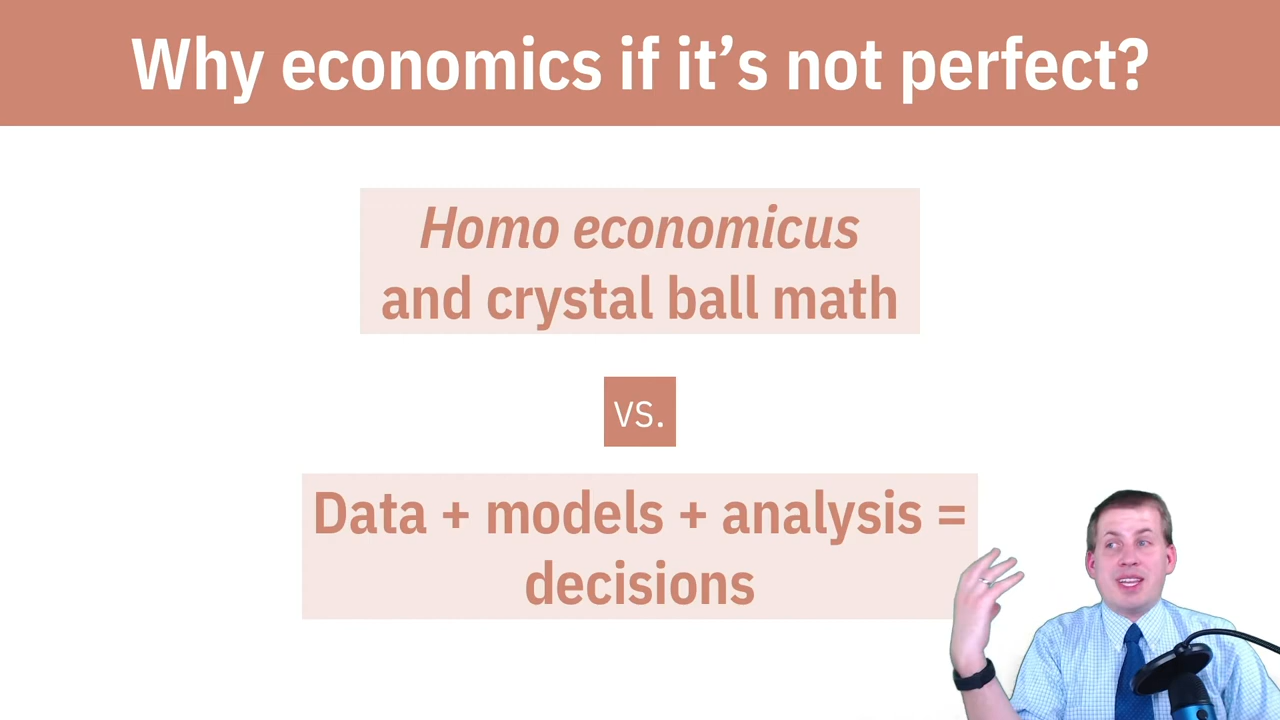 Why economics if it’s not perfect?
Homo economicus
and crystal ball math
vs.
Data + models + analysis =
decisions